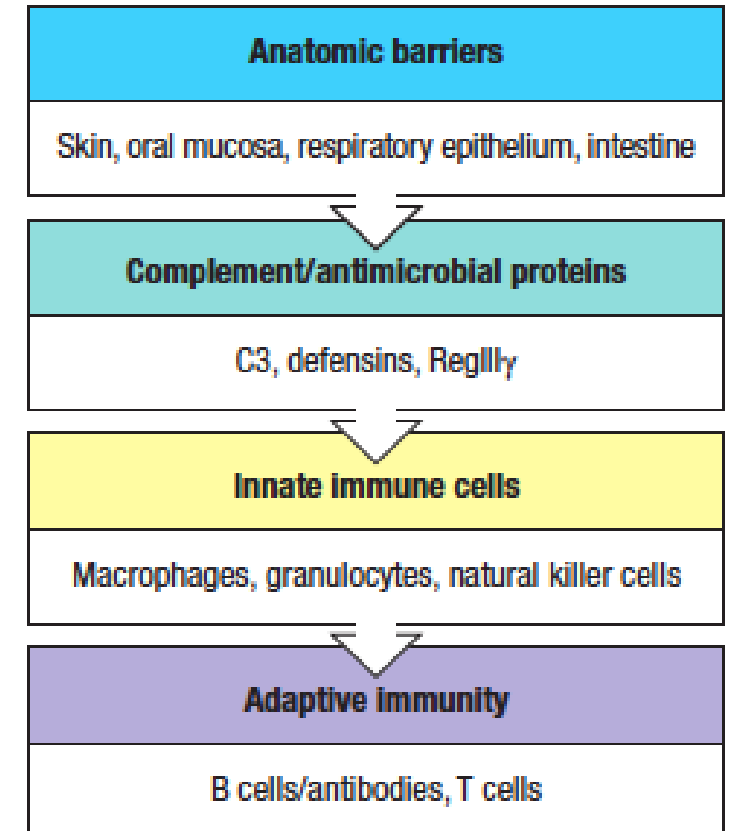 Anatomic barriers
Skin, oral mucosa, respiratory epithelium, intestine
Complement/antimicrobial proteins
C3, defensins, RegIIIγ
Innate immune cells
Macrophages, granulocytes, natural killer cells
Adaptive immunity
B cells/antibodies, T cells